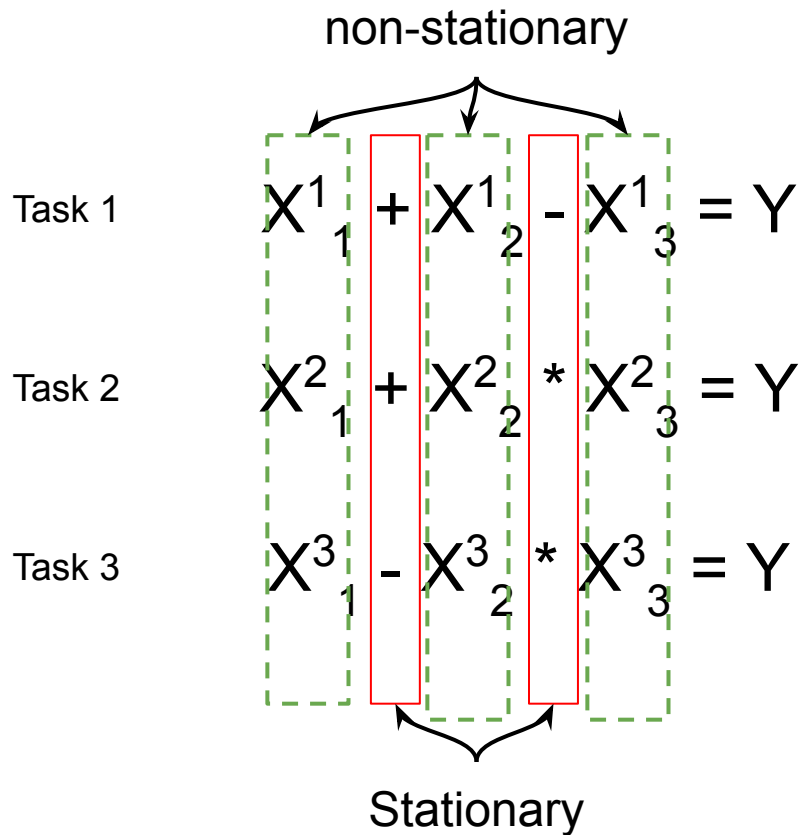 non-stationary
Task 1 X¹₁ + X¹₂ - X¹₃ = Y
Task 2 X²₁ + X²₂ * X²₃ = Y
Task 3 X³₁ - X³₂ * X³₃ = Y
Stationary